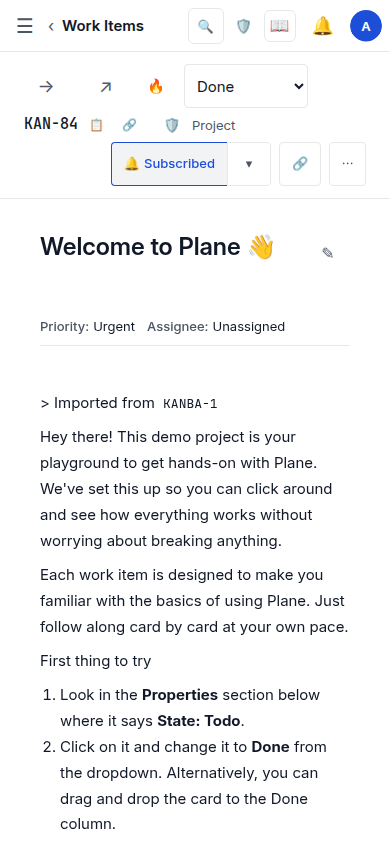 Work Items
A
Done
KAN-84
Project
Subscribed
Welcome to Plane 👋
Priority: Urgent Assignee: Unassigned
> Imported from KANBA-1
Hey there! This demo project is your
playground to get hands-on with Plane.
We've set this up so you can click around
and see how everything works without
worrying about breaking anything.
Each work item is designed to make you
familiar with the basics of using Plane. Just
follow along card by card at your own pace.
First thing to try
1. Look in the Properties section below
where it says State: Todo.
2. Click on it and change it to Done from
the dropdown. Alternatively, you can
drag and drop the card to the Done
column.